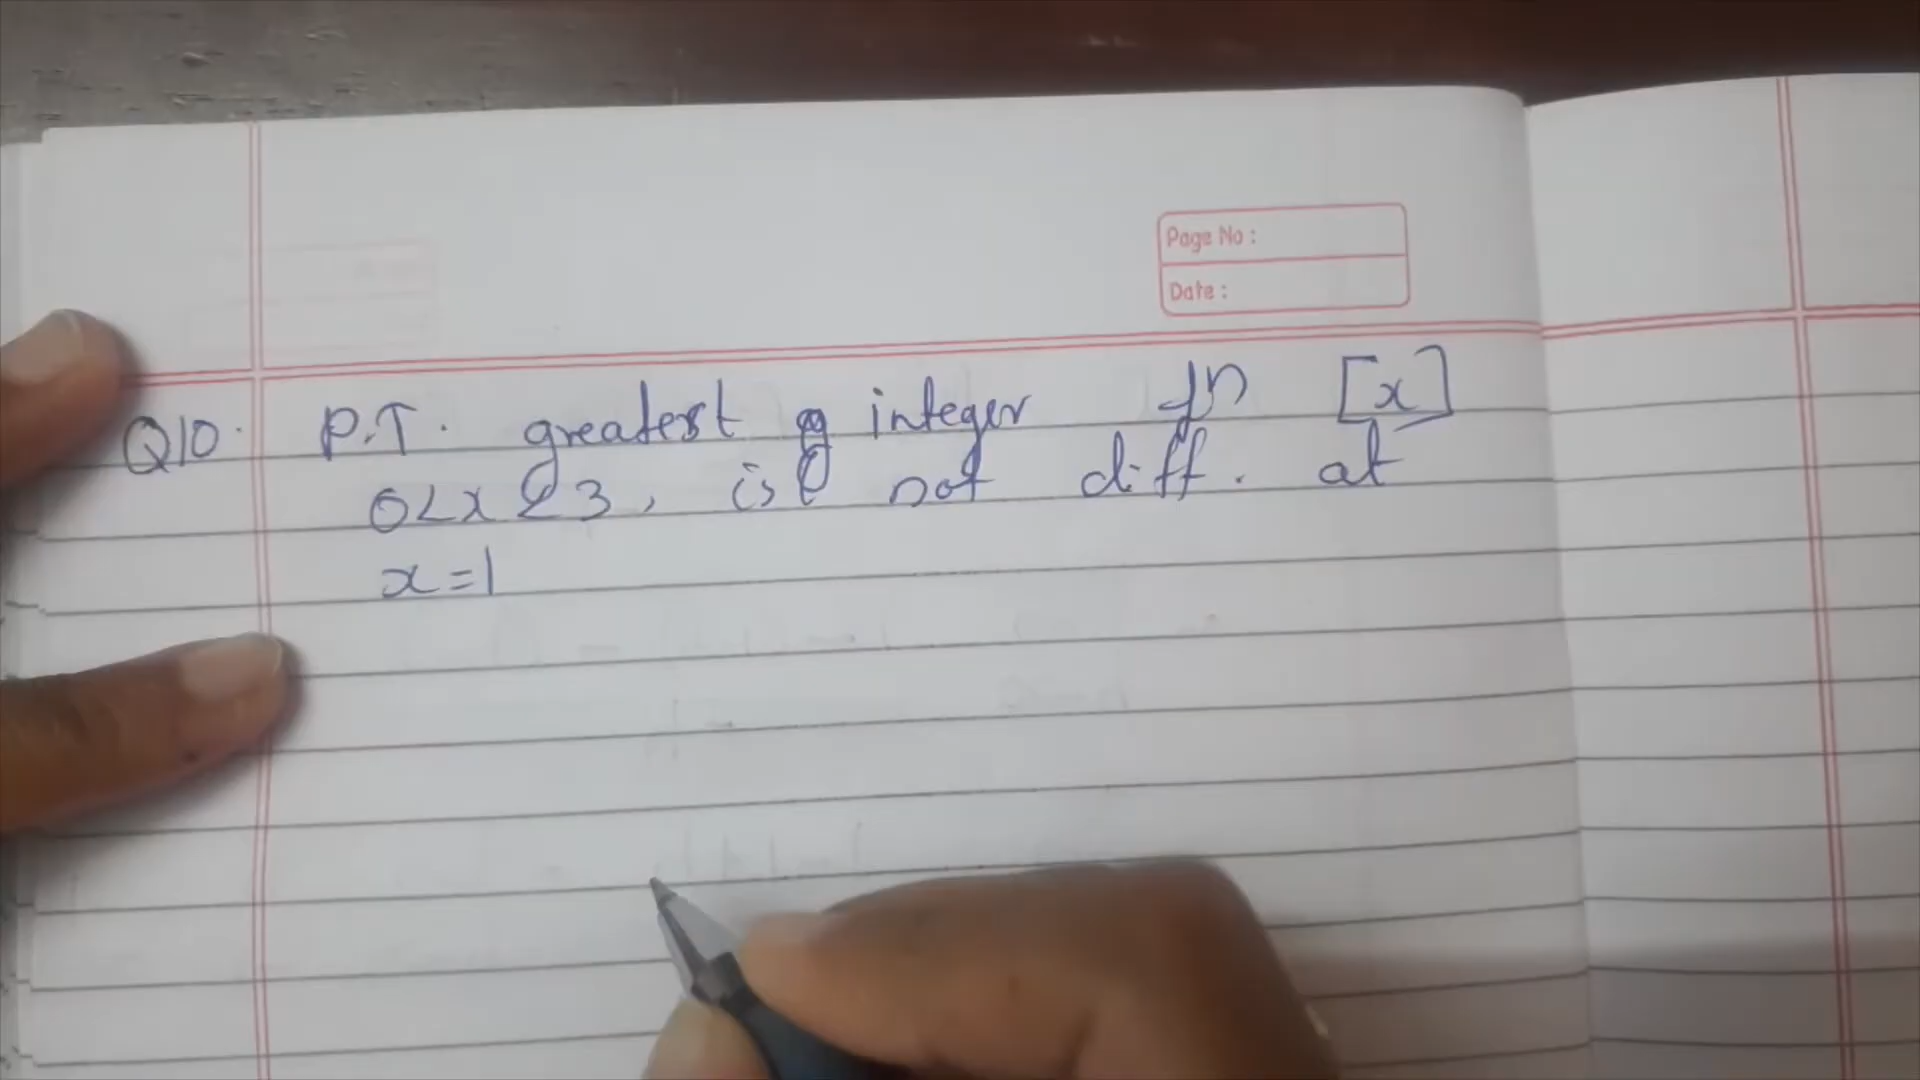 Page No :
Date :
Q10. P.T. greatest integer fn [x]
0<x<3, is not diff. at
x=1